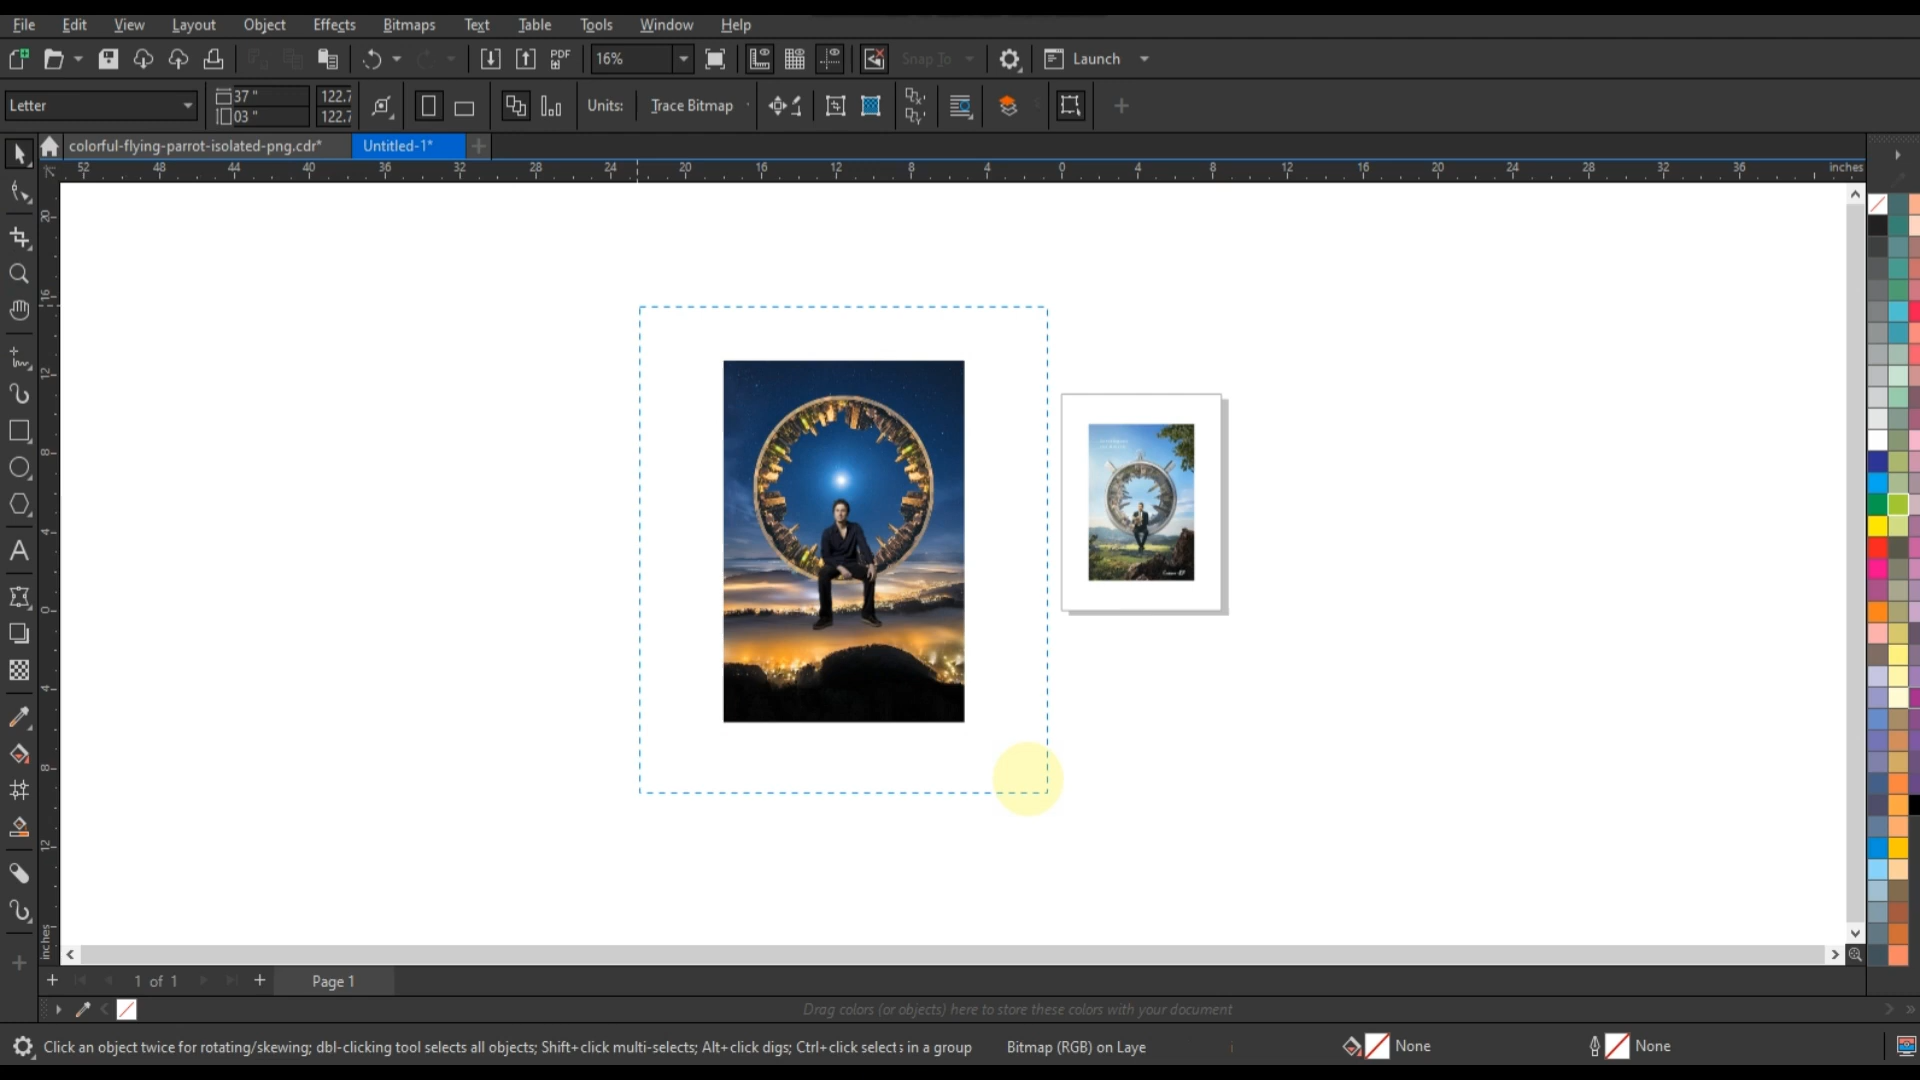 File Edit View Layout Object Effects Bitmaps Text Table Tools Window Help
PDF 16% Snap To Launch
Letter 37 " 122.7 Units: Trace Bitmap
03 " 122.7
colorful-flying-parrot-isolated-png.cdr* Untitled-1*
52 48 44 40 36 32 28 24 20 16 12 8 4 0 4 8 12 16 20 24 28 32 36 inches
20
16
12
8
4
0
4
8
12
inches
1 of 1 Page 1
Drag colors (or objects) here to store these colors with your document
Click an object twice for rotating/skewing; dbl-clicking tool selects all objects; Shift+click multi-selects; Alt+click digs; Ctrl+click selects in a group Bitmap (RGB) on Laye None None